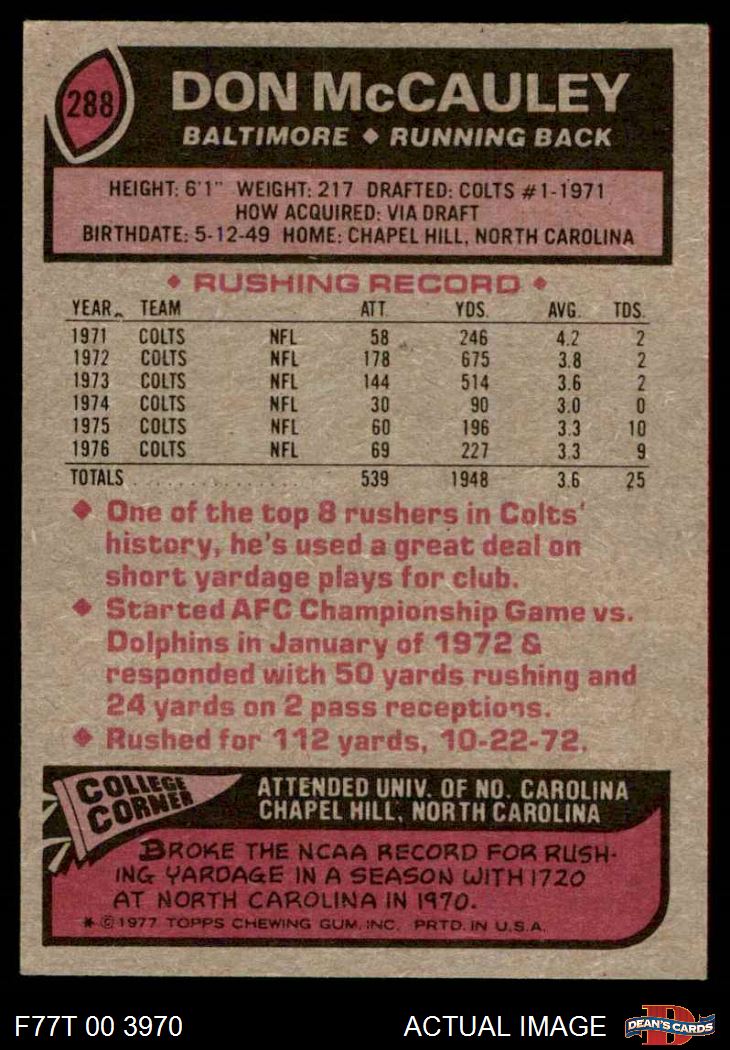 288
DON McCAULEY
BALTIMORE ◆ RUNNING BACK
HEIGHT: 6'1" WEIGHT: 217 DRAFTED: COLTS #1-1971
HOW ACQUIRED: VIA DRAFT
BIRTHDATE: 5-12-49 HOME: CHAPEL HILL, NORTH CAROLINA
◆ RUSHING RECORD ◆
YEAR TEAM ATT. YDS. AVG. TDS.
1971 COLTS NFL 58 246 4.2 2
1972 COLTS NFL 178 675 3.8 2
1973 COLTS NFL 144 514 3.6 2
1974 COLTS NFL 30 90 3.0 0
1975 COLTS NFL 60 196 3.3 10
1976 COLTS NFL 69 227 3.3 9
TOTALS . . . . . . . . . . . . . . . 539 1948 3.6 25
◆ One of the top 8 rushers in Colts'
history, he's used a great deal on
short yardage plays for club.
◆ Started AFC Championship Game vs.
Dolphins in January of 1972 &
responded with 50 yards rushing and
24 yards on 2 pass receptions.
◆ Rushed for 112 yards, 10-22-72.
COLLEGE
CORNER
ATTENDED UNIV. OF NO. CAROLINA
CHAPEL HILL, NORTH CAROLINA
BROKE THE NCAA RECORD FOR RUSH-
ING YARDAGE IN A SEASON WITH 1720
AT NORTH CAROLINA IN 1970.
* © 1977 TOPPS CHEWING GUM, INC. PRTD. IN U.S.A.
F77T 00 3970
ACTUAL IMAGE
D
DEAN'S CARDS